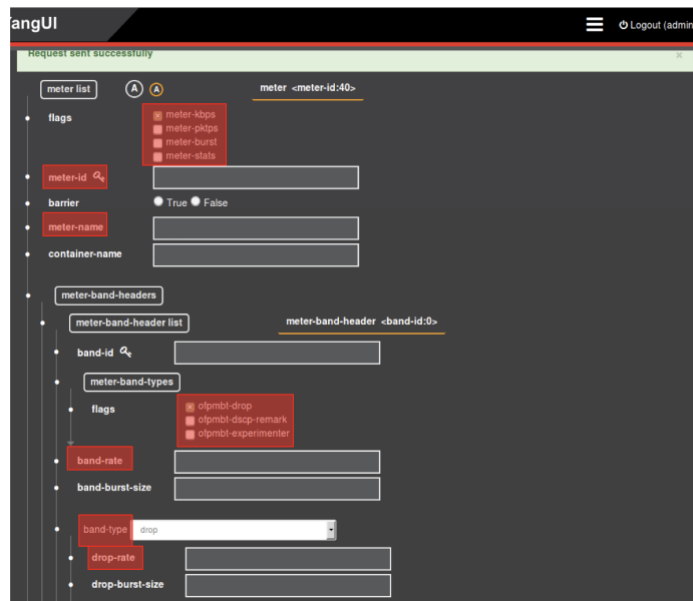 YangUI
Logout (admin
Request sent successfully ×
meter list A A meter <meter-id:40>
flags meter-kbps
meter-pktps
meter-burst
meter-stats
meter-id
barrier True False
meter-name
container-name
meter-band-headers
meter-band-header list meter-band-header <band-id:0>
band-id
meter-band-types
flags ofpmbt-drop
ofpmbt-dscp-remark
ofpmbt-experimenter
band-rate
band-burst-size
band-type drop
drop-rate
drop-burst-size